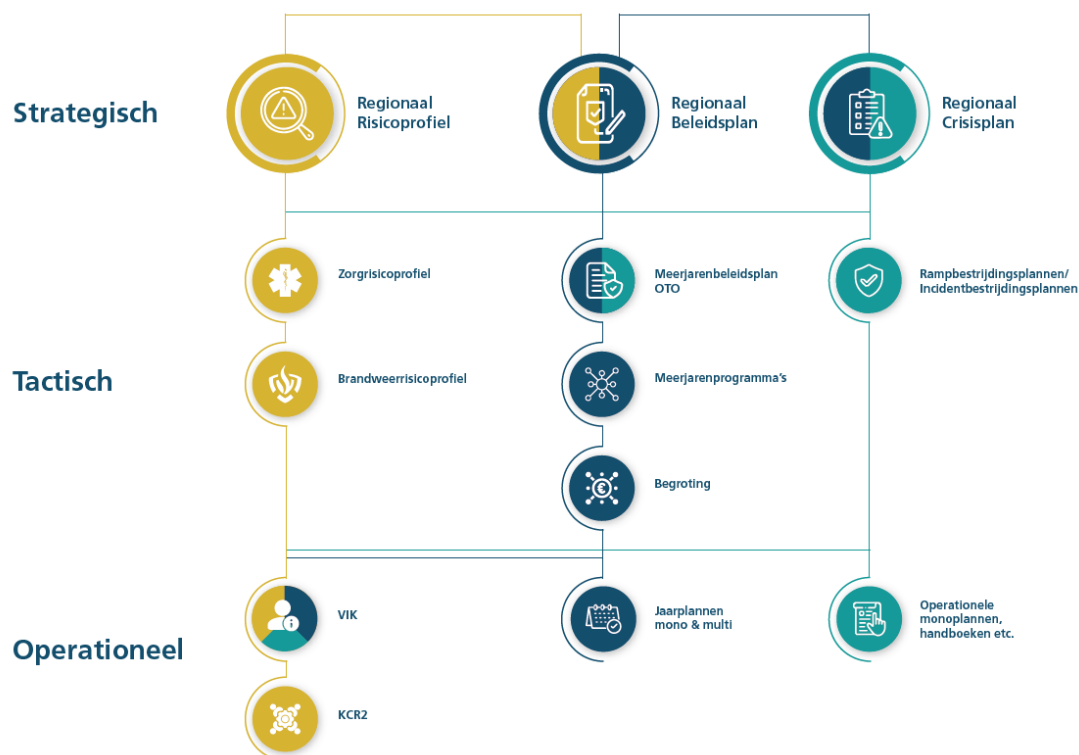 Strategisch
Regionaal
Risicoprofiel
Regionaal
Beleidsplan
Regionaal
Crisisplan
Tactisch
Zorgrisicoprofiel
Meerjarenbeleidsplan
OTO
Rampbestrijdingsplannen/
Incidentbestrijdingsplannen
Brandweerrisicoprofiel
Meerjarenprogramma's
€
Begroting
Operationeel
VIK
Jaarplannen
mono & multi
Operationele
monoplannen,
handboeken etc.
KCR2